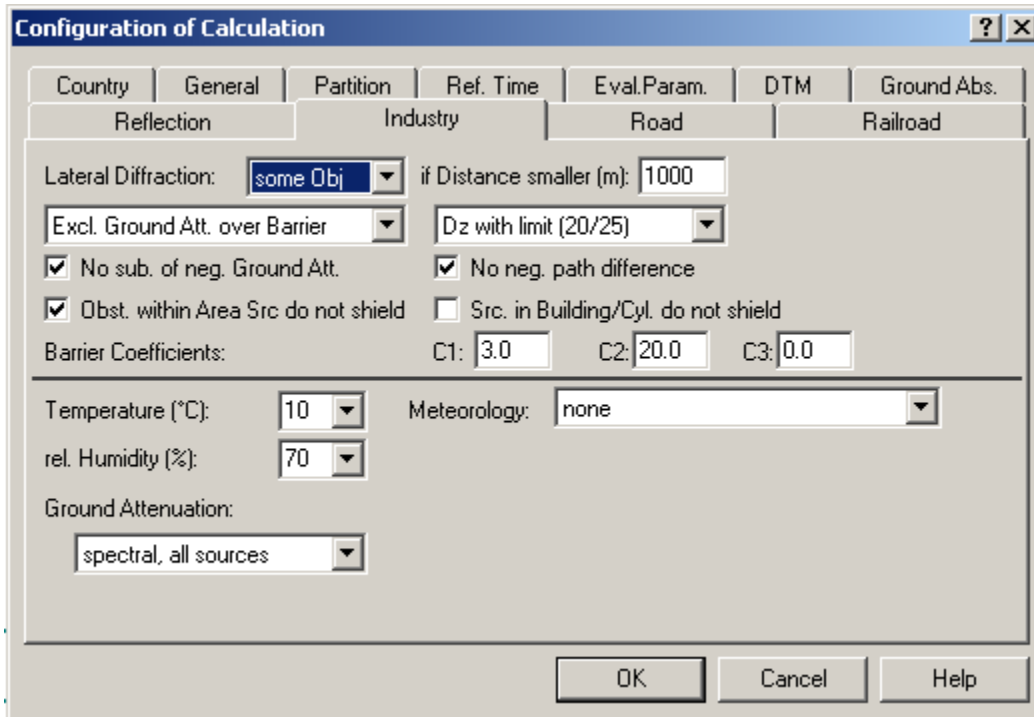 Configuration of Calculation
Country General Partition Ref. Time Eval.Param. DTM Ground Abs.
Reflection Industry Road Railroad
Lateral Diffraction: some Obj if Distance smaller (m): 1000
Excl. Ground Att. over Barrier Dz with limit (20/25)
No sub. of neg. Ground Att. No neg. path difference
Obst. within Area Src do not shield Src. in Building/Cyl. do not shield
Barrier Coefficients: C1: 3.0 C2: 20.0 C3: 0.0
Temperature (°C): 10 Meteorology: none
rel. Humidity (%): 70
Ground Attenuation:
spectral, all sources
OK Cancel Help